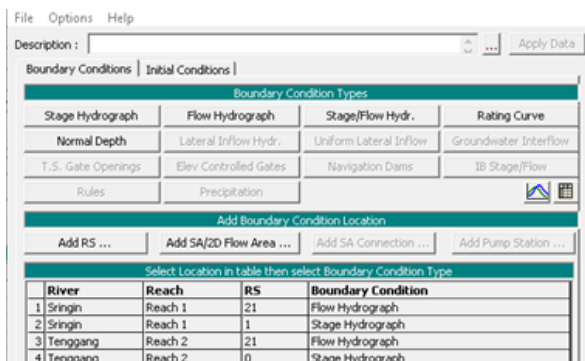 File Options Help
Description : ... Apply Data
Boundary Conditions Initial Conditions
Boundary Condition Types
Stage Hydrograph Flow Hydrograph Stage/Flow Hydr. Rating Curve
Normal Depth Lateral Inflow Hydr. Uniform Lateral Inflow Groundwater Interflow
T.S. Gate Openings Elev Controlled Gates Navigation Dams IB Stage/Flow
Rules Precipitation
Add Boundary Condition Location
Add RS ... Add SA/2D Flow Area ... Add SA Connection ... Add Pump Station ...
Select Location in table then select Boundary Condition Type
River Reach RS Boundary Condition
1 Sringin Reach 1 21 Flow Hydrograph
2 Sringin Reach 1 1 Stage Hydrograph
3 Tenggang Reach 2 21 Flow Hydrograph
4 Tenggang Reach 2 0 Stage Hydrograph